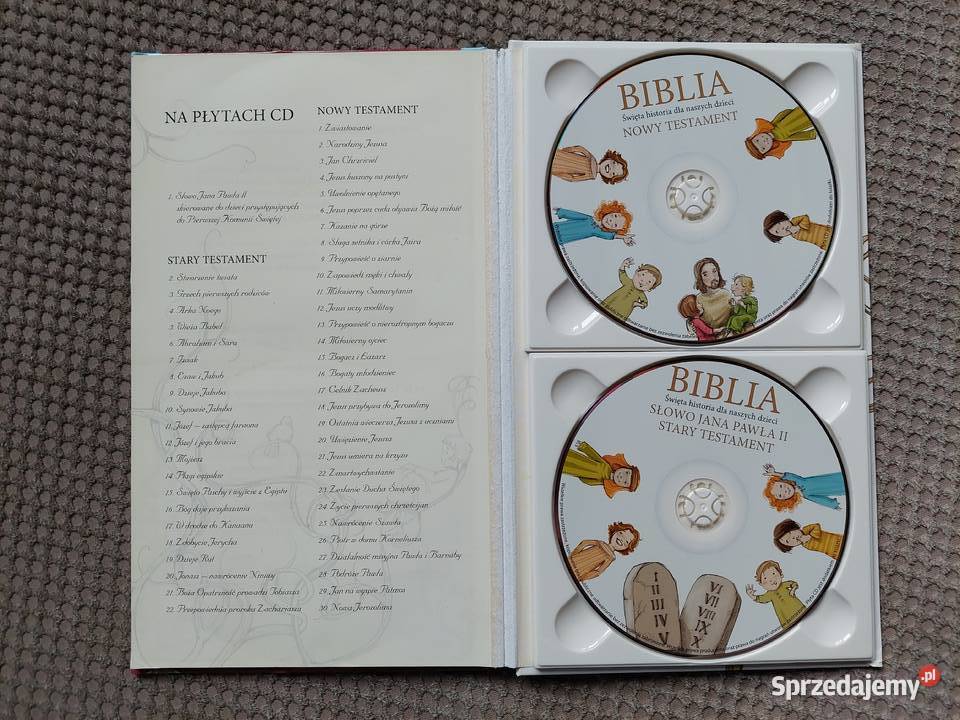 NA PŁYTACH CD
1. Słowo Jana Pawła II
skierowane do dzieci przystępujących
do Pierwszej Komunii Świętej
STARY TESTAMENT
2. Stworzenie świata
3. Grzech pierwszych rodziców
4. Arka Noego
5. Wieża Babel
6. Abraham i Sara
7. Izaak
8. Ezaw i Jakub
9. Dzieje Jakuba
10. Synowie Jakuba
11. Józef – zastępcą faraona
12. Józef i jego bracia
13. Mojżesz
14. Plagi egipskie
15. Święto Paschy i wyjście z Egiptu
16. Bóg daje przykazania
17. W drodze do Kanaanu
18. Zdobycie Jerycha
19. Dzieje Rut
20. Jonasz – nawrócenie Niniwy
21. Boża Opatrzność prowadzi Tobiasza
22. Przepowiednia proroka Zachariasza
NOWY TESTAMENT
1. Zwiastowanie
2. Narodziny Jezusa
3. Jan Chrzciciel
4. Jezus kuszony na pustyni
5. Uwolnienie opętanego
6. Jezus poprzez cuda objawia Bożą miłość
7. Kazanie na górze
8. Sługa setnika i córka Jaira
9. Przypowieść o ziarnie
10. Zapowiedź męki i chwały
11. Miłosierny Samarytanin
12. Jezus uczy modlitwy
13. Przypowieść o nieroztropnym bogaczu
14. Miłosierny ojciec
15. Bogacz i Łazarz
16. Bogaty młodzieniec
17. Celnik Zacheusz
18. Jezus przybywa do Jerozolimy
19. Ostatnia wieczerza Jezusa z uczniami
20. Uwięzienie Jezusa
21. Jezus umiera na krzyżu
22. Zmartwychwstanie
23. Zesłanie Ducha Świętego
24. Życie pierwszych chrześcijan
25. Nawrócenie Szawła
26. Piotr w domu Korneliusza
27. Działalność misyjna Pawła i Barnaby
28. Podróże Pawła
29. Jan na wyspie Patmos
30. Nowa Jerozolima
BIBLIA
Święta historia dla naszych dzieci
NOWY TESTAMENT
BIBLIA
Święta historia dla naszych dzieci
SŁOWO JANA PAWŁA II
STARY TESTAMENT
I
II
III
IV
V
VI
VII
VIII
IX
X
Sprzedajemy.pl